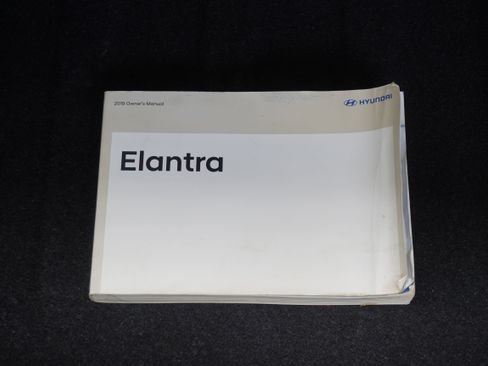 2019 Owner's Manual
HYUNDAI
Elantra